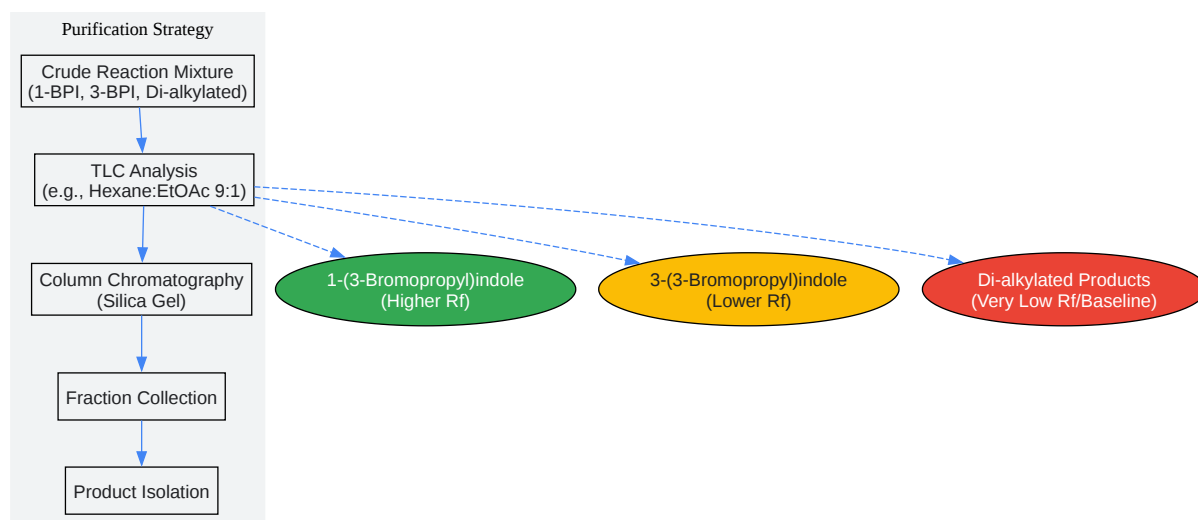 Purification Strategy
Crude Reaction Mixture
(1-BPI, 3-BPI, Di-alkylated)
TLC Analysis
(e.g., Hexane:EtOAc 9:1)
Column Chromatography
(Silica Gel)
1-(3-Bromopropyl)indole
(Higher Rf)
3-(3-Bromopropyl)indole
(Lower Rf)
Di-alkylated Products
(Very Low Rf/Baseline)
Fraction Collection
Product Isolation